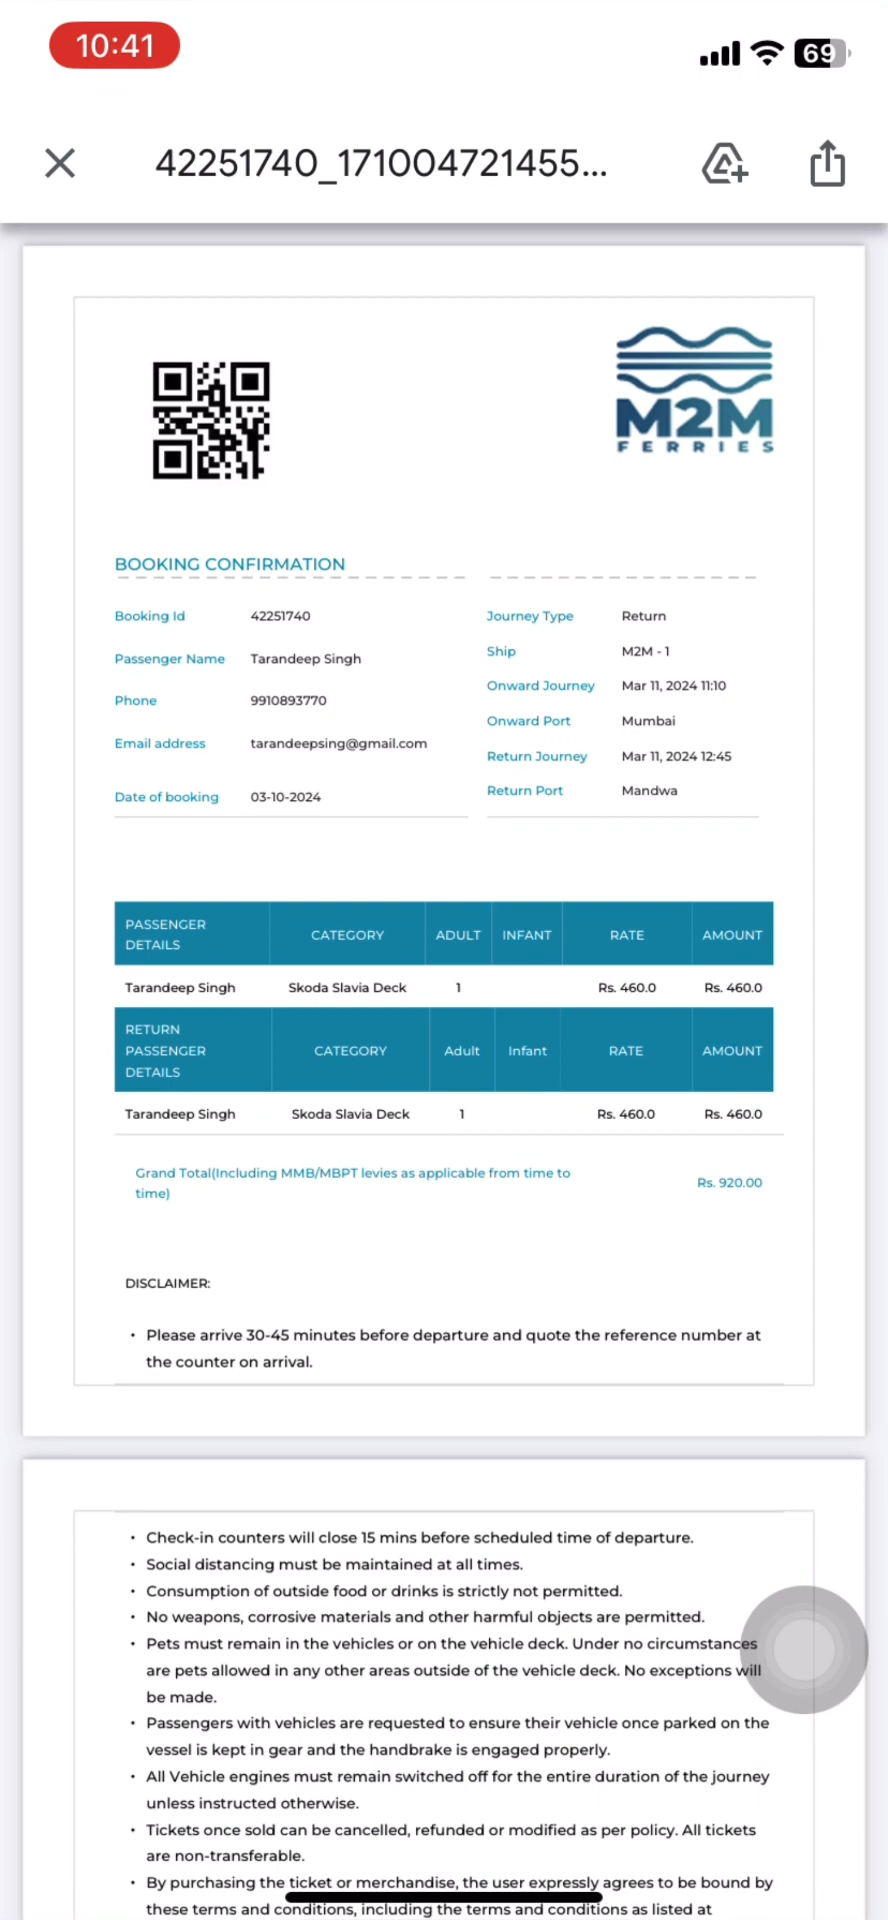 10:41
69
42251740_171004721455...
M2M
FERRIES
BOOKING CONFIRMATION
Booking Id 42251740
Passenger Name Tarandeep Singh
Phone 9910893770
Email address tarandeepsing@gmail.com
Date of booking 03-10-2024
Journey Type Return
Ship M2M - 1
Onward Journey Mar 11, 2024 11:10
Onward Port Mumbai
Return Journey Mar 11, 2024 12:45
Return Port Mandwa
PASSENGER DETAILS CATEGORY ADULT INFANT RATE AMOUNT
Tarandeep Singh Skoda Slavia Deck 1 Rs. 460.0 Rs. 460.0
RETURN PASSENGER DETAILS CATEGORY Adult Infant RATE AMOUNT
Tarandeep Singh Skoda Slavia Deck 1 Rs. 460.0 Rs. 460.0
Grand Total(Including MMB/MBPT levies as applicable from time to
time) Rs. 920.00
DISCLAIMER:
• Please arrive 30-45 minutes before departure and quote the reference number at
the counter on arrival.
• Check-in counters will close 15 mins before scheduled time of departure.
• Social distancing must be maintained at all times.
• Consumption of outside food or drinks is strictly not permitted.
• No weapons, corrosive materials and other harmful objects are permitted.
• Pets must remain in the vehicles or on the vehicle deck. Under no circumstances
are pets allowed in any other areas outside of the vehicle deck. No exceptions will
be made.
• Passengers with vehicles are requested to ensure their vehicle once parked on the
vessel is kept in gear and the handbrake is engaged properly.
• All Vehicle engines must remain switched off for the entire duration of the journey
unless instructed otherwise.
• Tickets once sold can be cancelled, refunded or modified as per policy. All tickets
are non-transferable.
• By purchasing the ticket or merchandise, the user expressly agrees to be bound by
these terms and conditions, including the terms and conditions as listed at